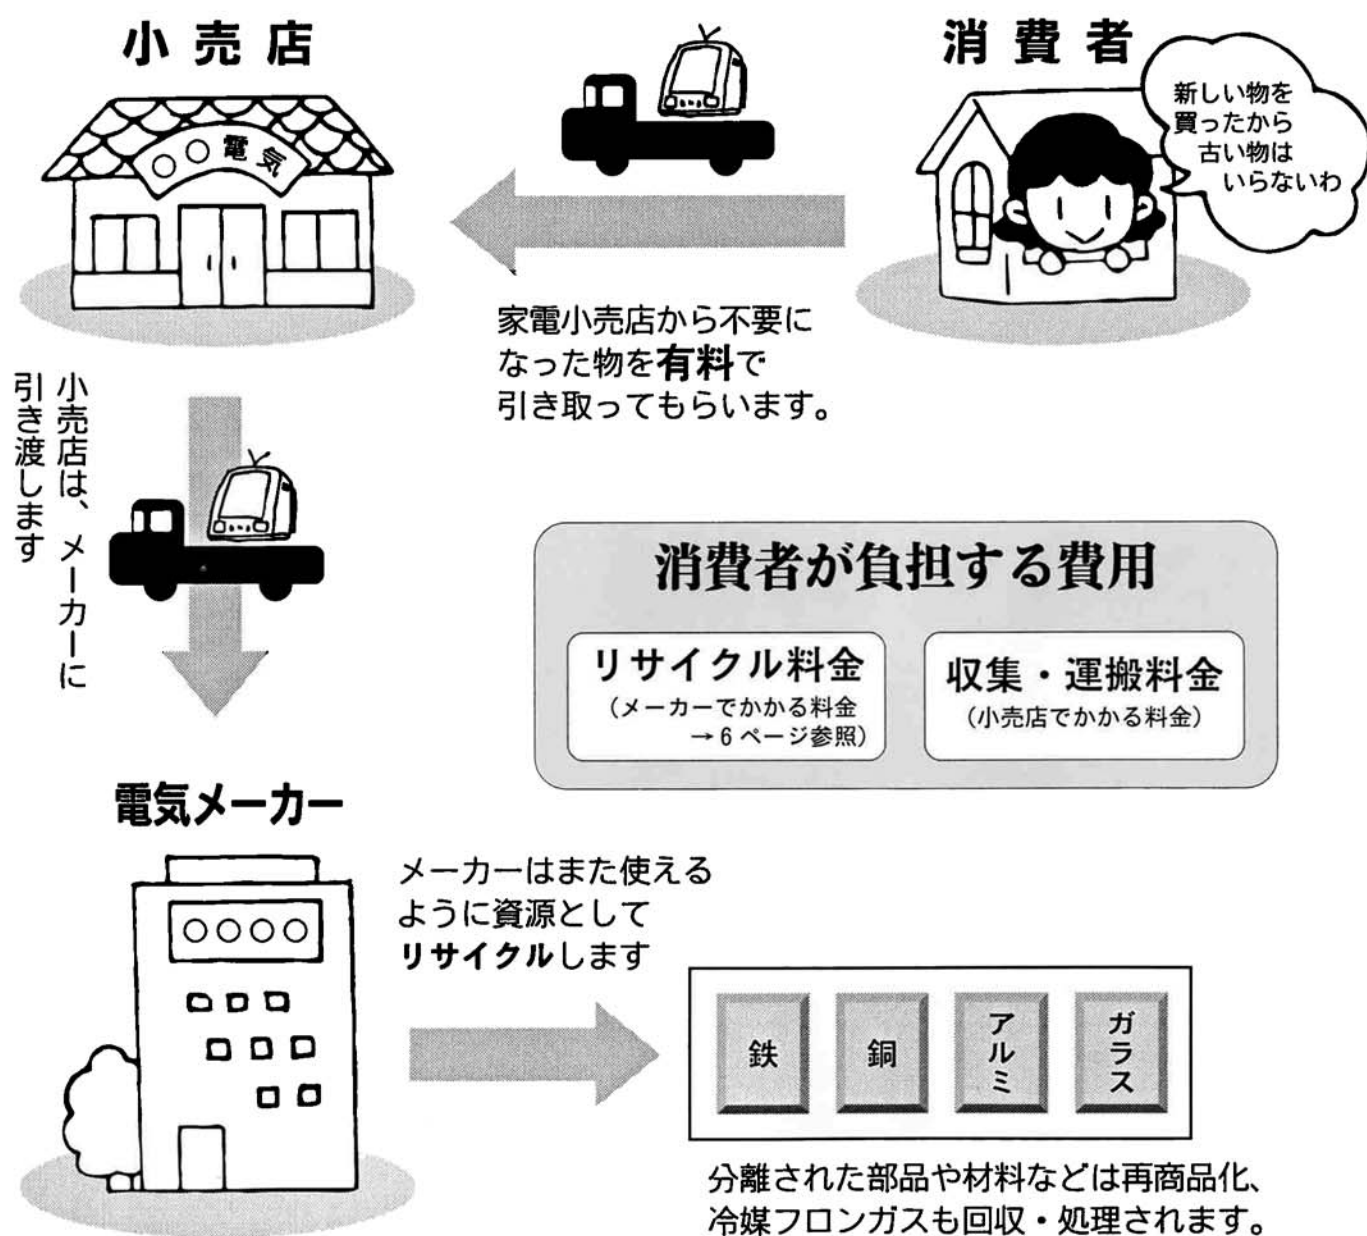 小売店
○○電気
消費者
新しい物を
買ったから
古い物は
いらないわ
家電小売店から不要に
なった物を有料で
引き取ってもらいます。
小売店は、メーカーに
引き渡します
消費者が負担する費用
リサイクル料金
(メーカーでかかる料金
→6ページ参照)
収集・運搬料金
(小売店でかかる料金)
電気メーカー
○○○○
メーカーはまた使える
ように資源として
リサイクルします
鉄
銅
アルミ
ガラス
分離された部品や材料などは再商品化、
冷媒フロンガスも回収・処理されます。